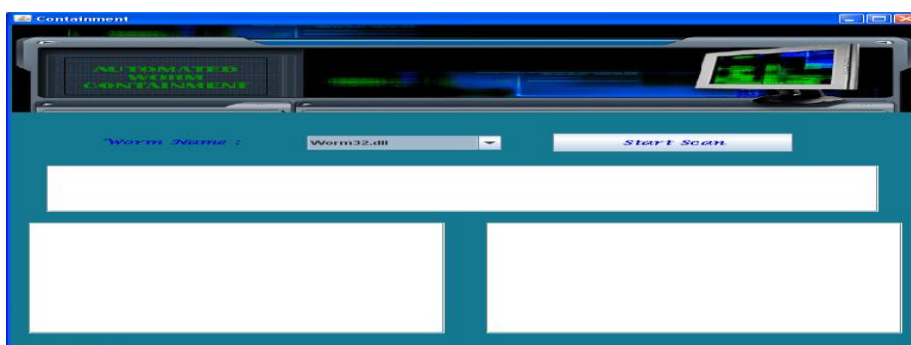 Containment
AUTOMATED
WORM
CONTAINMENT
Worm Name :
Worm32.dll
Start Scan